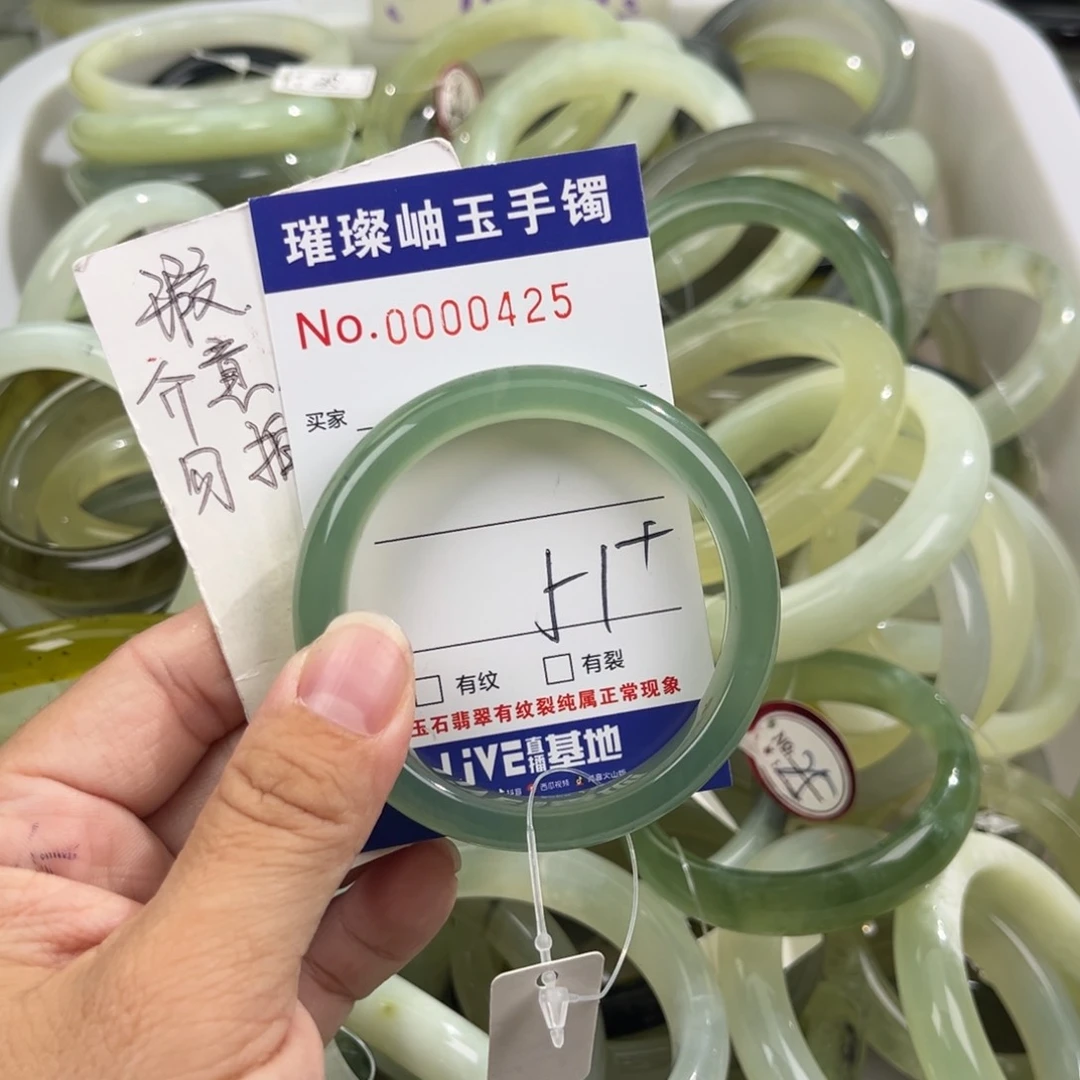 璀璨岫玉手镯
No.0000425
买家
51+
有纹
有裂
玉石翡翠有纹裂纯属正常现象
LIVE直播基地
瑕
介意
贝
No: